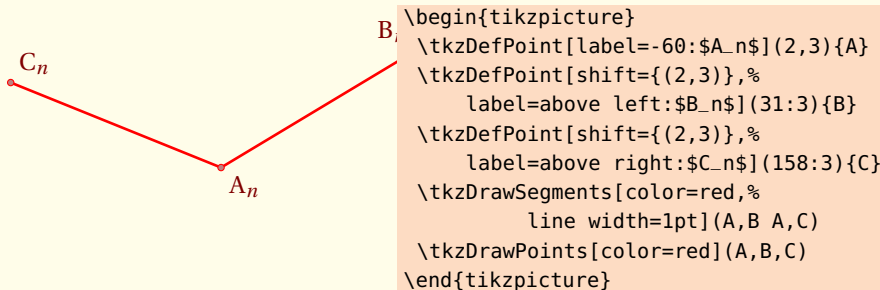 C_n
B
A_n
\begin{tikzpicture}
\tkzDefPoint[label=-60:$A_n$](2,3){A}
\tkzDefPoint[shift={(2,3)},%
label=above left:$B_n$](31:3){B}
\tkzDefPoint[shift={(2,3)},%
label=above right:$C_n$](158:3){C}
\tkzDrawSegments[color=red,%
line width=1pt](A,B A,C)
\tkzDrawPoints[color=red](A,B,C)
\end{tikzpicture}